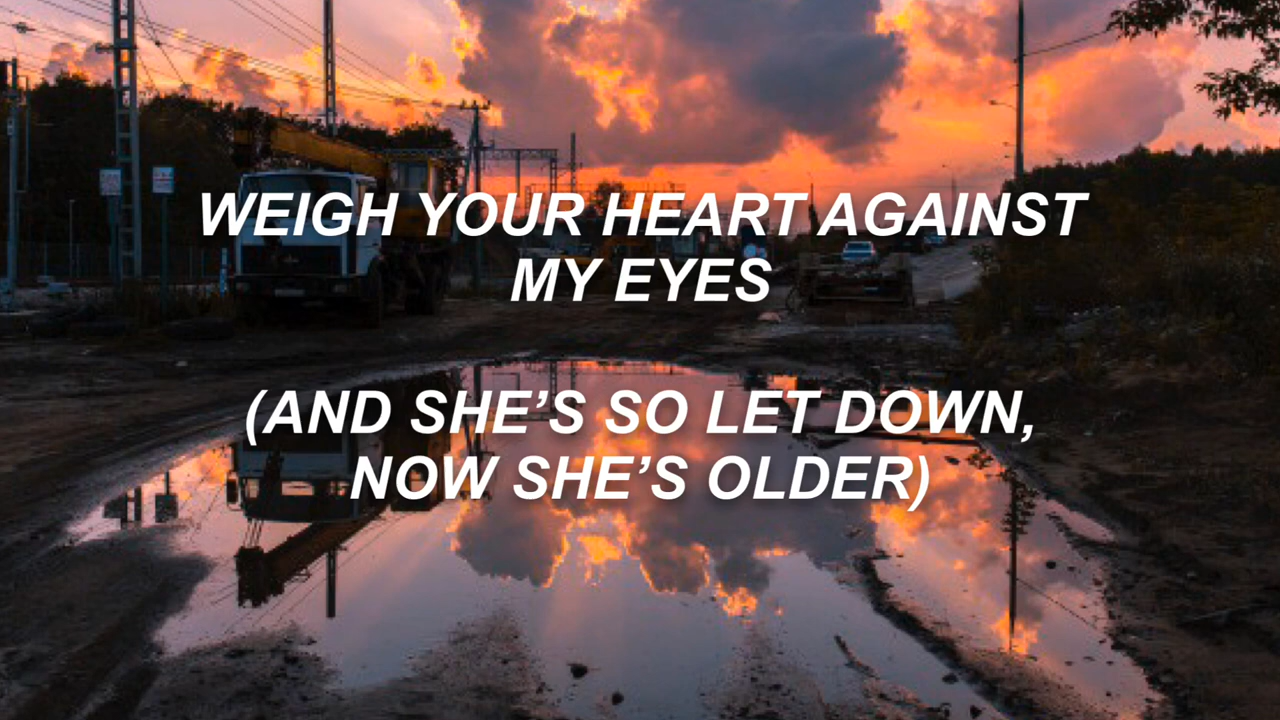 WEIGH YOUR HEART AGAINST
MY EYES
(AND SHE’S SO LET DOWN,
NOW SHE’S OLDER)